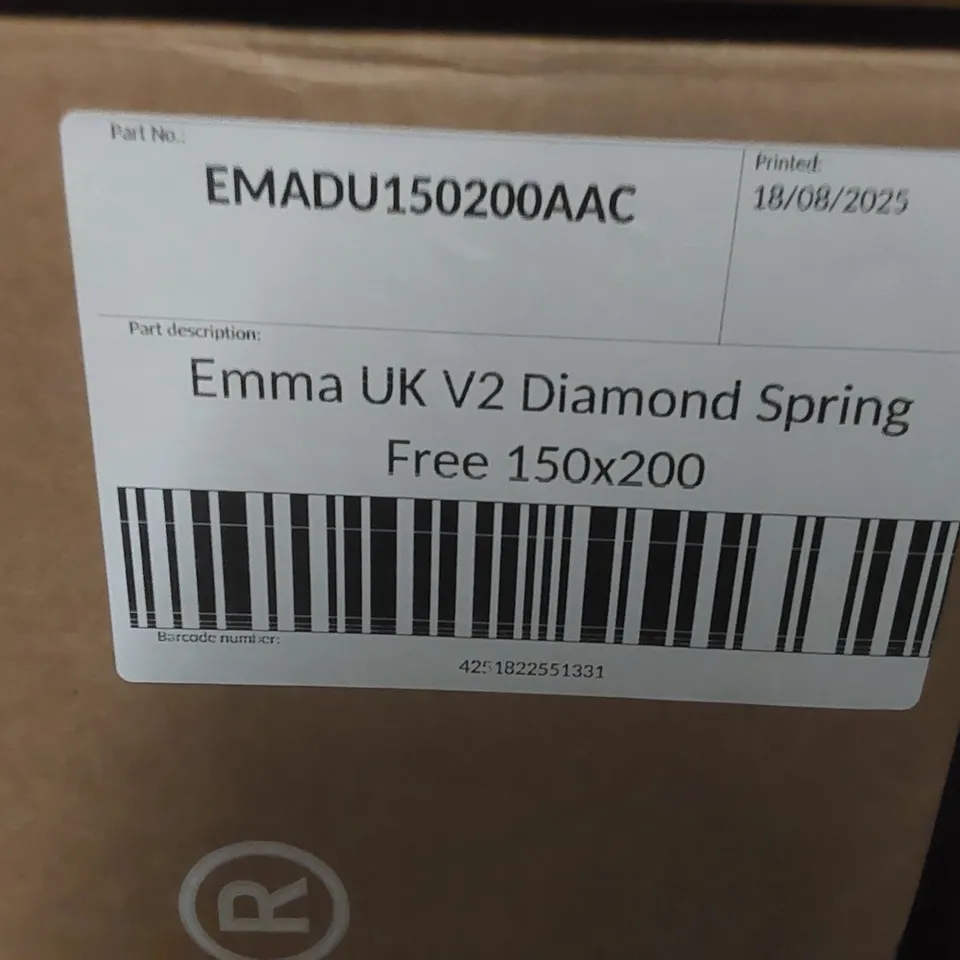 Part No.:
EMADU150200AAC
Printed:
18/08/2025
Part description:
Emma UK V2 Diamond Spring
Free 150x200
Barcode number:
4251822551331
®